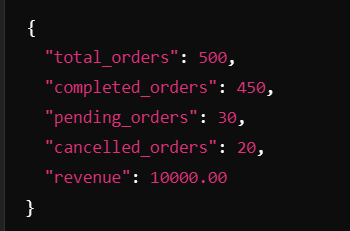 {
"total_orders": 500,
"completed_orders": 450,
"pending_orders": 30,
"cancelled_orders": 20,
"revenue": 10000.00
}